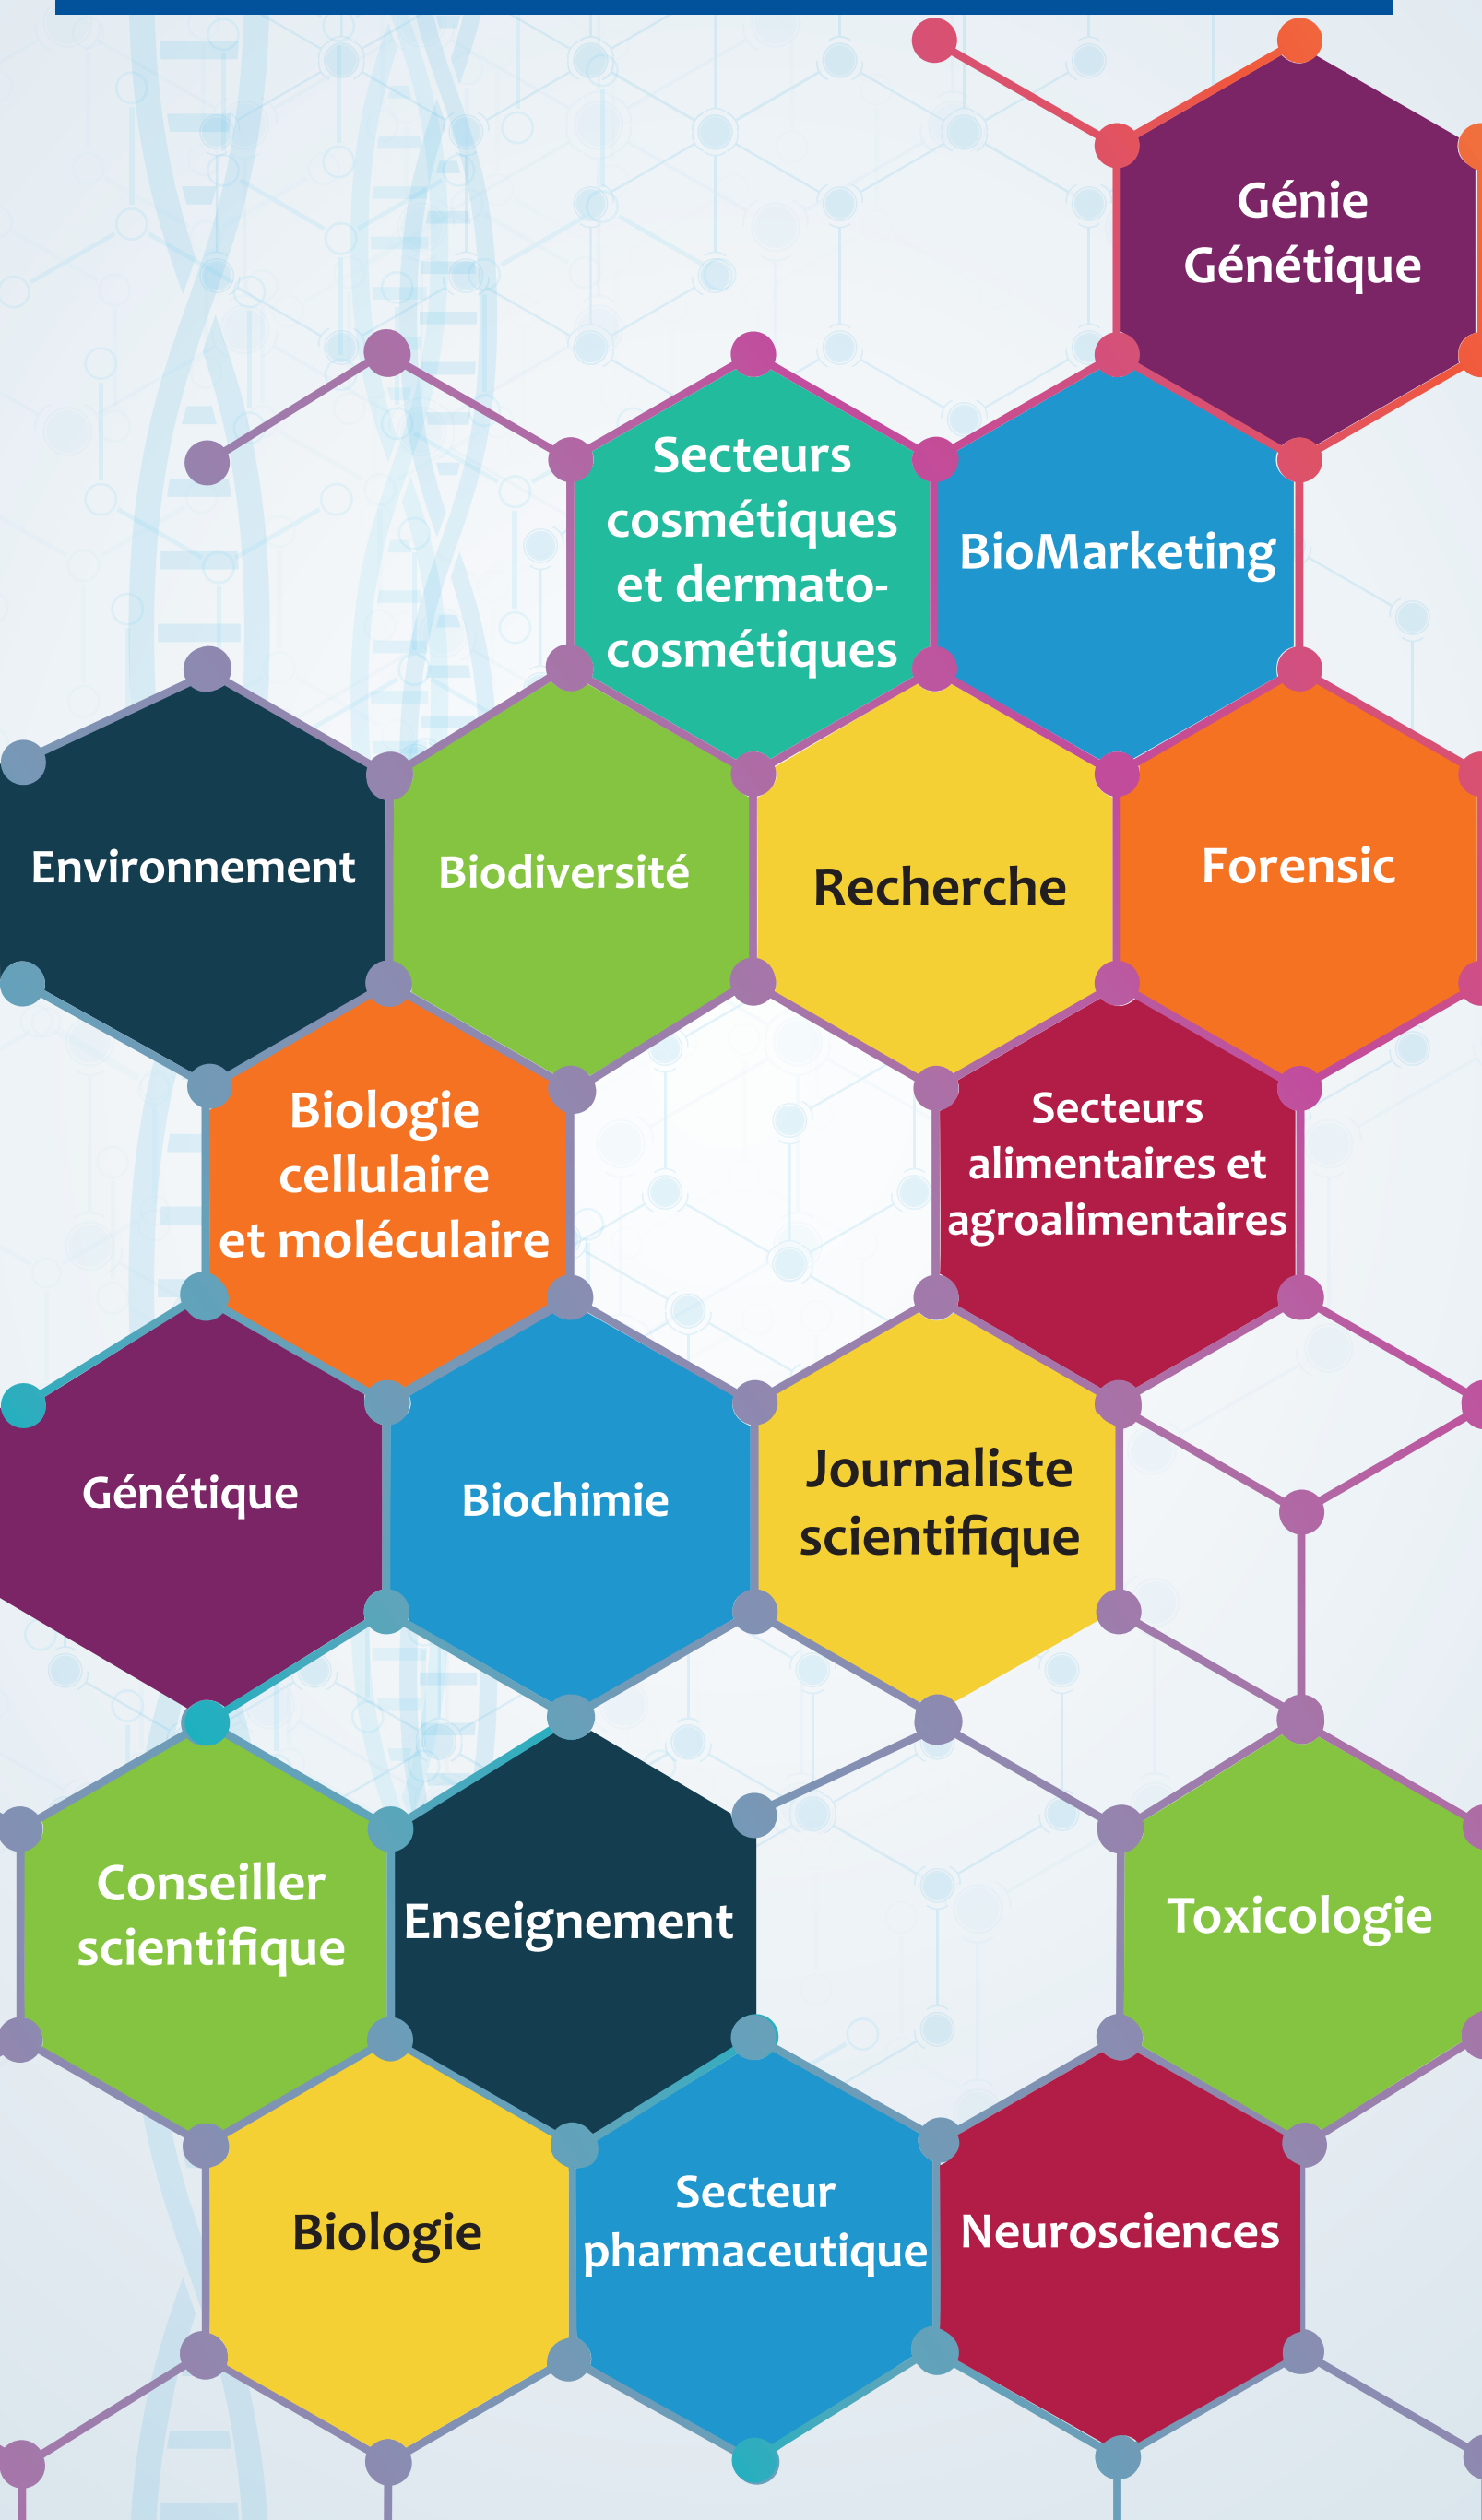 Génie
Génétique
Secteurs
cosmétiques
et dermato-
cosmétiques
BioMarketing
Environnement
Biodiversité
Recherche
Forensic
Biologie
cellulaire
et moléculaire
Secteurs
alimentaires et
agroalimentaires
Génétique
Biochimie
Journaliste
scientifique
Conseiller
scientifique
Enseignement
Toxicologie
Biologie
Secteur
pharmaceutique
Neurosciences